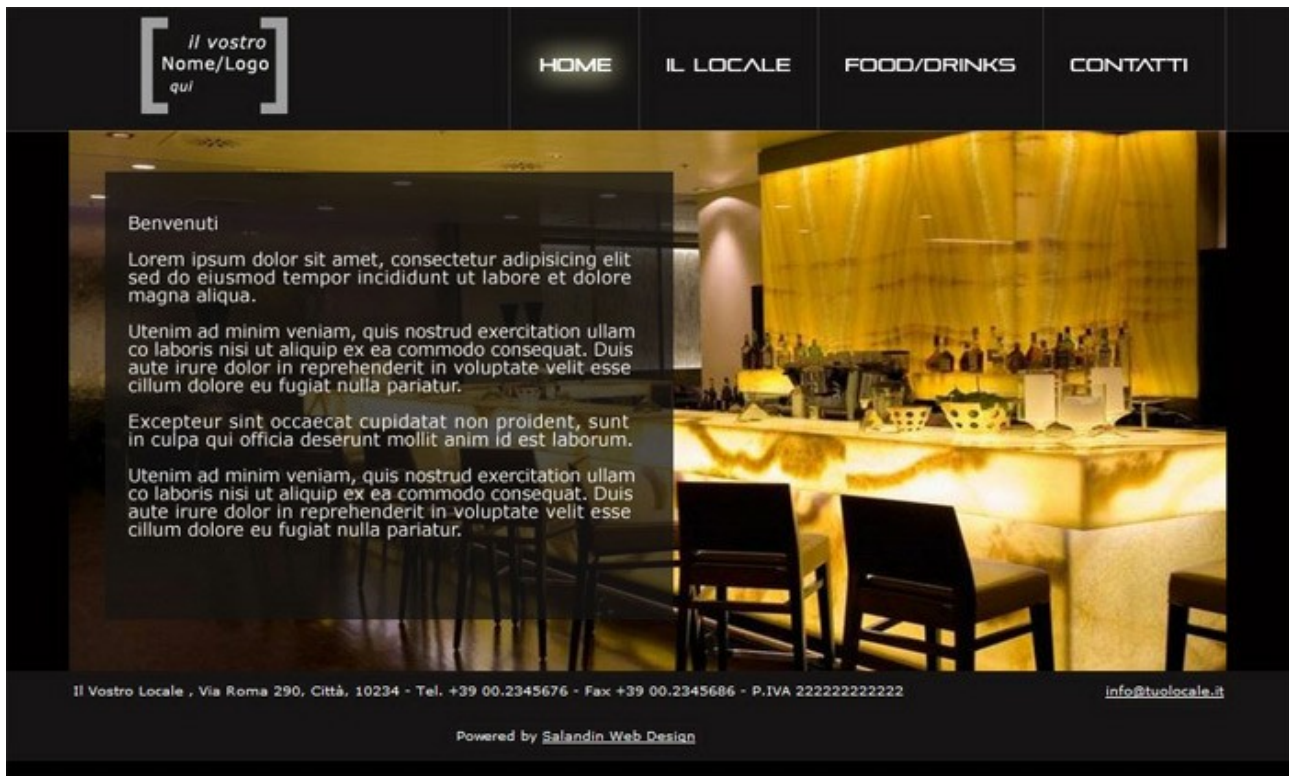 il vostro
Nome/Logo
qui
HOME IL LOCALE FOOD/DRINKS CONTATTI
Benvenuti
Lorem ipsum dolor sit amet, consectetur adipisicing elit
sed do eiusmod tempor incididunt ut labore et dolore
magna aliqua.
Utenim ad minim veniam, quis nostrud exercitation ullam
co laboris nisi ut aliquip ex ea commodo consequat. Duis
aute irure dolor in reprehenderit in voluptate velit esse
cillum dolore eu fugiat nulla pariatur.
Excepteur sint occaecat cupidatat non proident, sunt
in culpa qui officia deserunt mollit anim id est laborum.
Utenim ad minim veniam, quis nostrud exercitation ullam
co laboris nisi ut aliquip ex ea commodo consequat. Duis
aute irure dolor in reprehenderit in voluptate velit esse
cillum dolore eu fugiat nulla pariatur.
Il Vostro Locale , Via Roma 290, Città, 10234 - Tel. +39 00.2345676 - Fax +39 00.2345686 - P.IVA 222222222222 info@tuolocale.it
Powered by Salandin Web Design